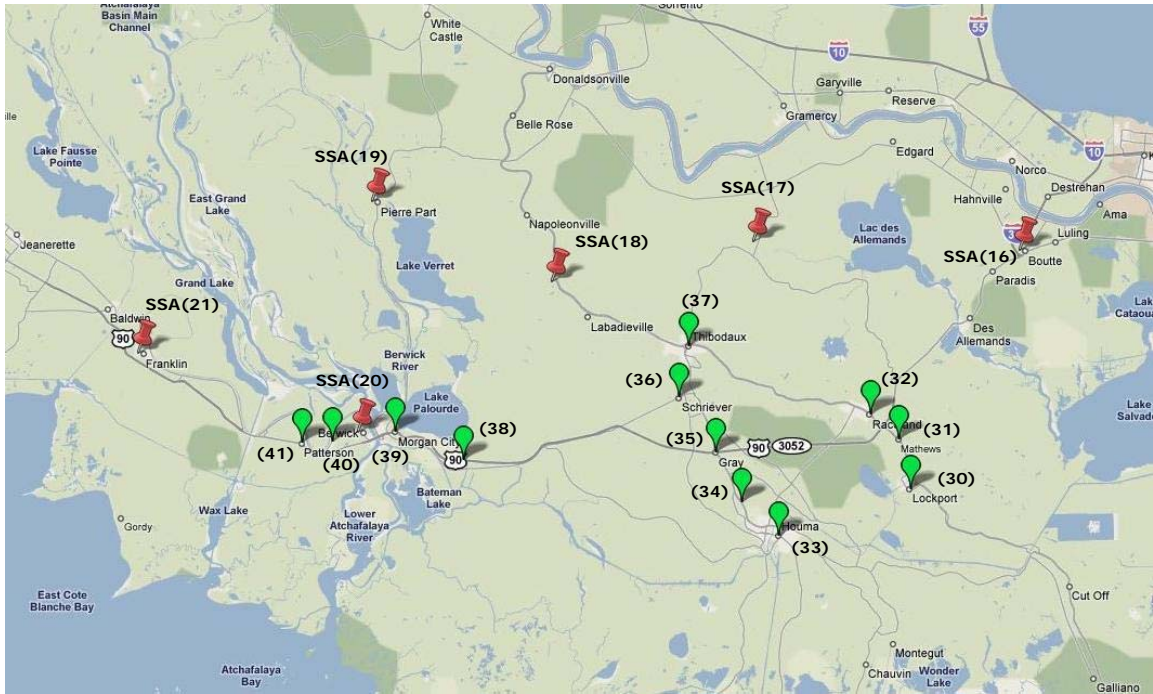 Atchafalaya
Basin Main
Channel
White
Castle
Sorrento
55
10
Donaldsonville
Garyville
Reserve
Gramercy
Belle Rose
Lake Fausse
Pointe
SSA(19)
Edgard
10
Norco
East Grand
Lake
Pierre Part
SSA(17)
Hahnville
Destrehan
Ama
Napoleonville
Lac des
Allemands
Luling
Jeanerette
SSA(18)
SSA(16)
Boutte
Lake Verret
Paradis
Grand Lake
SSA(21)
Baldwin
Labadieville
(37)
Des
Allemands
90
Franklin
Thibodaux
Berwick
River
SSA(20)
Lake
Palourde
(36)
Schriever
(32)
Raceland
Lake
Salvador
Berwick
Morgan City
(38)
(35)
90
3052
(31)
Mathews
(41)
Patterson
(40)
(39)
90
Gray
(30)
Lockport
Bateman
Lake
(34)
Houma
(33)
Gordy
Wax Lake
Lower
Atchafalaya
River
East Cote
Blanche Bay
Cut Off
Atchafalaya
Bay
Montegut
Chauvin
Wonder
Lake
Galliano